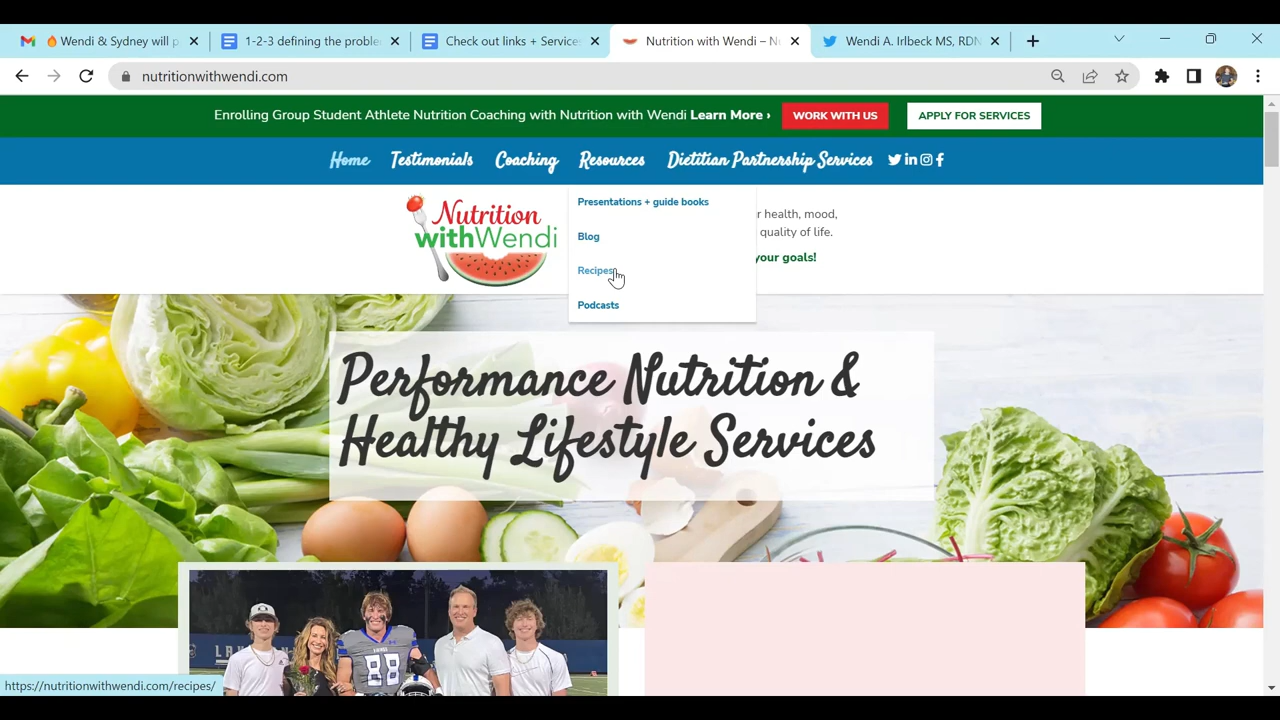 🔥 Wendi & Sydney will p
1-2-3 defining the proble
Check out links + Service
Nutrition with Wendi – N
Wendi A. Irlbeck MS, RDN
nutritionwithwendi.com
Enrolling Group Student Athlete Nutrition Coaching with Nutrition with Wendi Learn More ›
WORK WITH US
APPLY FOR SERVICES
Home
Testimonials
Coaching
Resources
Dietitian Partnership Services
Nutrition
withWendi
Presentations + guide books
Blog
Recipes
Podcasts
r health, mood,
quality of life.
your goals!
Performance Nutrition &
Healthy Lifestyle Services
88
https://nutritionwithwendi.com/recipes/